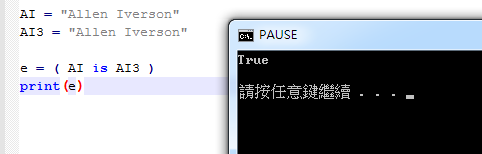 AI = "Allen Iverson"
AI3 = "Allen Iverson"
e = ( AI is AI3 )
print(e)
C:\. PAUSE
True
請按任意鍵繼續 . . .